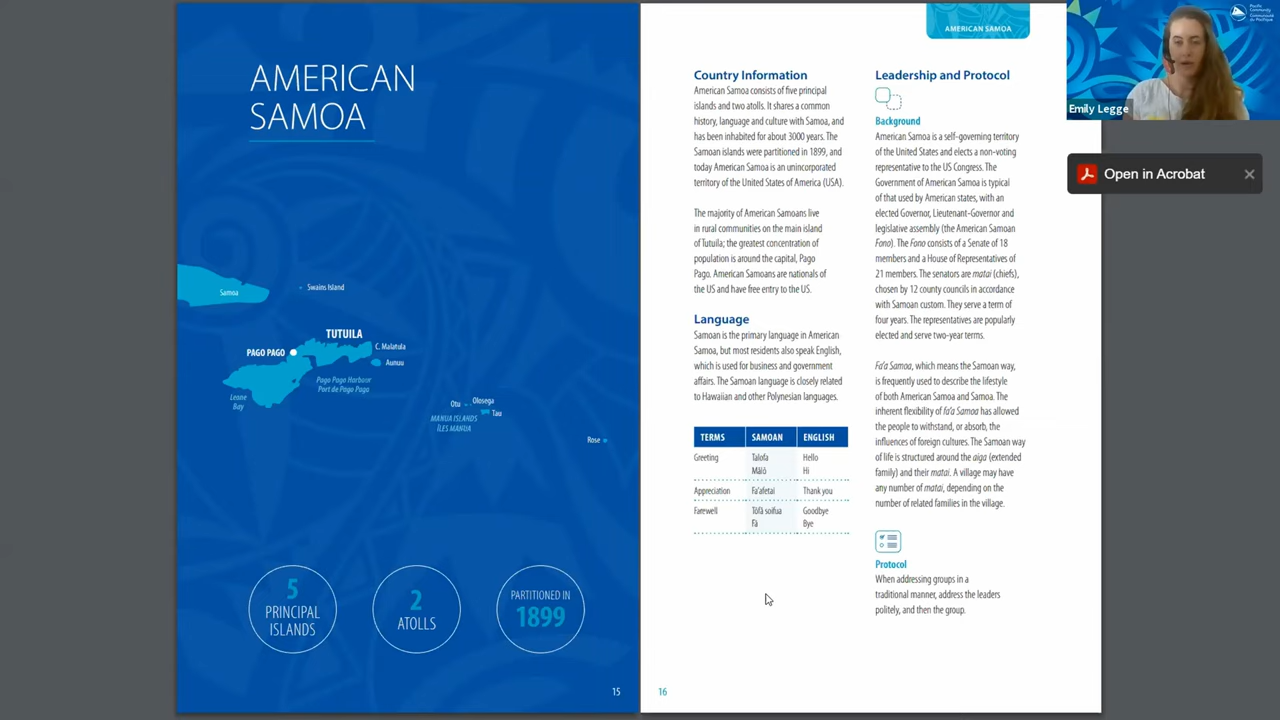 AMERICAN
SAMOA
Samoa
Swains Island
TUTUILA
PAGO PAGO
C. Matatula
Aunuu
Pago Pago Harbour
Port de Pago Pago
Leone
Bay
Ofu
Olosega
Tau
MANUA ISLANDS
ÎLES MANUA
Rose
5
PRINCIPAL
ISLANDS
2
ATOLLS
PARTITIONED IN
1899
15
AMERICAN SAMOA
Country Information
American Samoa consists of five principal
islands and two atolls. It shares a common
history, language and culture with Samoa, and
has been inhabited for about 3000 years. The
Samoan islands were partitioned in 1899, and
today American Samoa is an unincorporated
territory of the United States of America (USA).
The majority of American Samoans live
in rural communities on the main island
of Tutuila; the greatest concentration of
population is around the capital, Pago
Pago. American Samoans are nationals of
the US and have free entry to the US.
Language
Samoan is the primary language in American
Samoa, but most residents also speak English,
which is used for business and government
affairs. The Samoan language is closely related
to Hawaiian and other Polynesian languages.
TERMS SAMOAN ENGLISH
Greeting Talofa Hello
Mālō Hi
Appreciation Fa'afetai Thank you
Farewell Tōfā soifua Goodbye
Fā Bye
16
Leadership and Protocol
Background
American Samoa is a self-governing territory
of the United States and elects a non-voting
representative to the US Congress. The
Government of American Samoa is typical
of that used by American states, with an
elected Governor, Lieutenant-Governor and
legislative assembly (the American Samoan
Fono). The Fono consists of a Senate of 18
members and a House of Representatives of
21 members. The senators are matai (chiefs),
chosen by 12 county councils in accordance
with Samoan custom. They serve a term of
four years. The representatives are popularly
elected and serve two-year terms.
Fa'a Samoa, which means the Samoan way,
is frequently used to describe the lifestyle
of both American Samoa and Samoa. The
inherent flexibility of fa'a Samoa has allowed
the people to withstand, or absorb, the
influences of foreign cultures. The Samoan way
of life is structured around the aiga (extended
family) and their matai. A village may have
any number of matai, depending on the
number of related families in the village.
Protocol
When addressing groups in a
traditional manner, address the leaders
politely, and then the group.
Pacific
Community
Communauté
du Pacifique
Emily Legge
Open in Acrobat